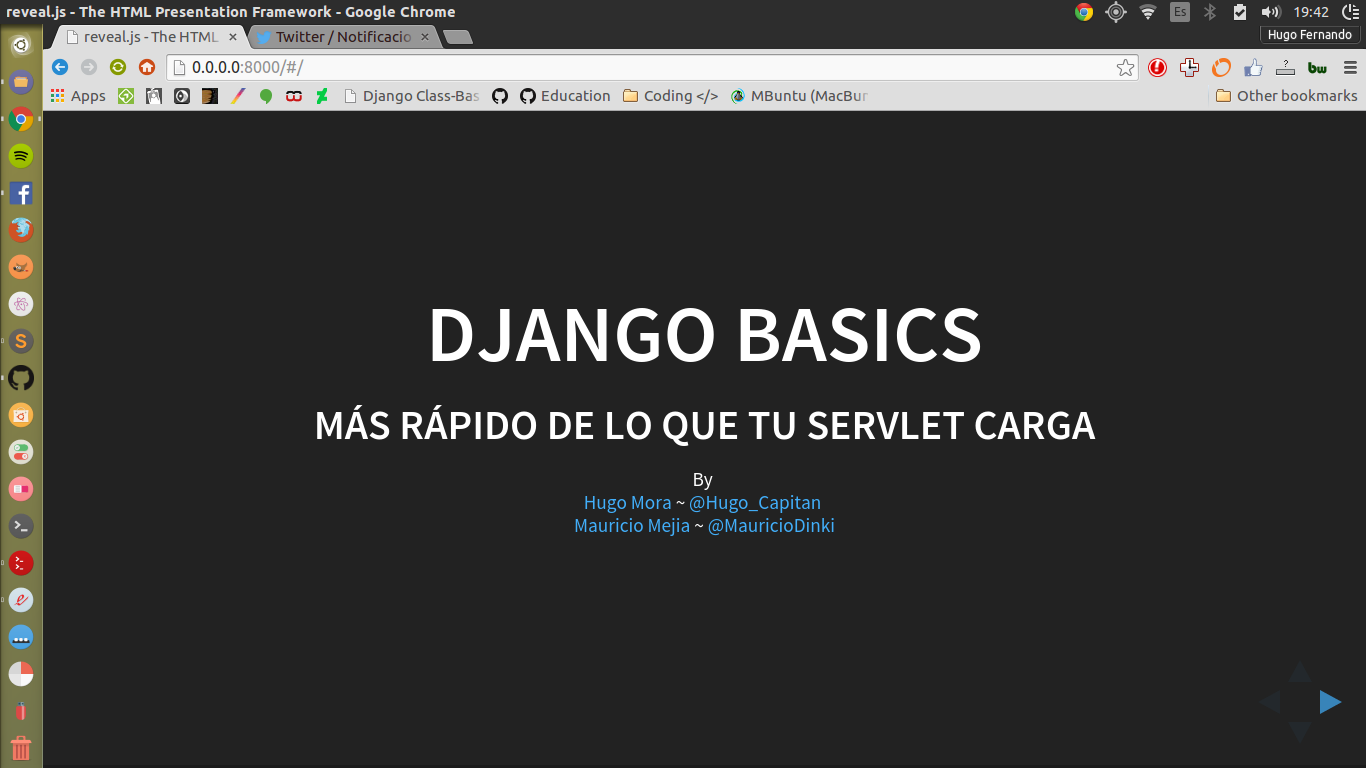 reveal.js - The HTML Presentation Framework - Google Chrome
Es
19:42
reveal.js - The HTML
Twitter / Notificacio
Hugo Fernando
0.0.0.0:8000/#/
bw
Apps
Django Class-Bas
Education
Coding </>
MBuntu (MacBur
Other bookmarks
DJANGO BASICS
MÁS RÁPIDO DE LO QUE TU SERVLET CARGA
By
Hugo Mora ~ @Hugo_Capitan
Mauricio Mejia ~ @MauricioDinki